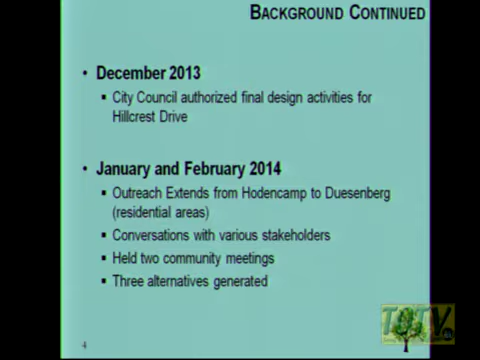 BACKGROUND CONTINUED
• December 2013
▪ City Council authorized final design activities for
Hillcrest Drive
• January and February 2014
▪ Outreach Extends from Hodencamp to Duesenberg
(residential areas)
▪ Conversations with various stakeholders
▪ Held two community meetings
▪ Three alternatives generated
4
TOTV